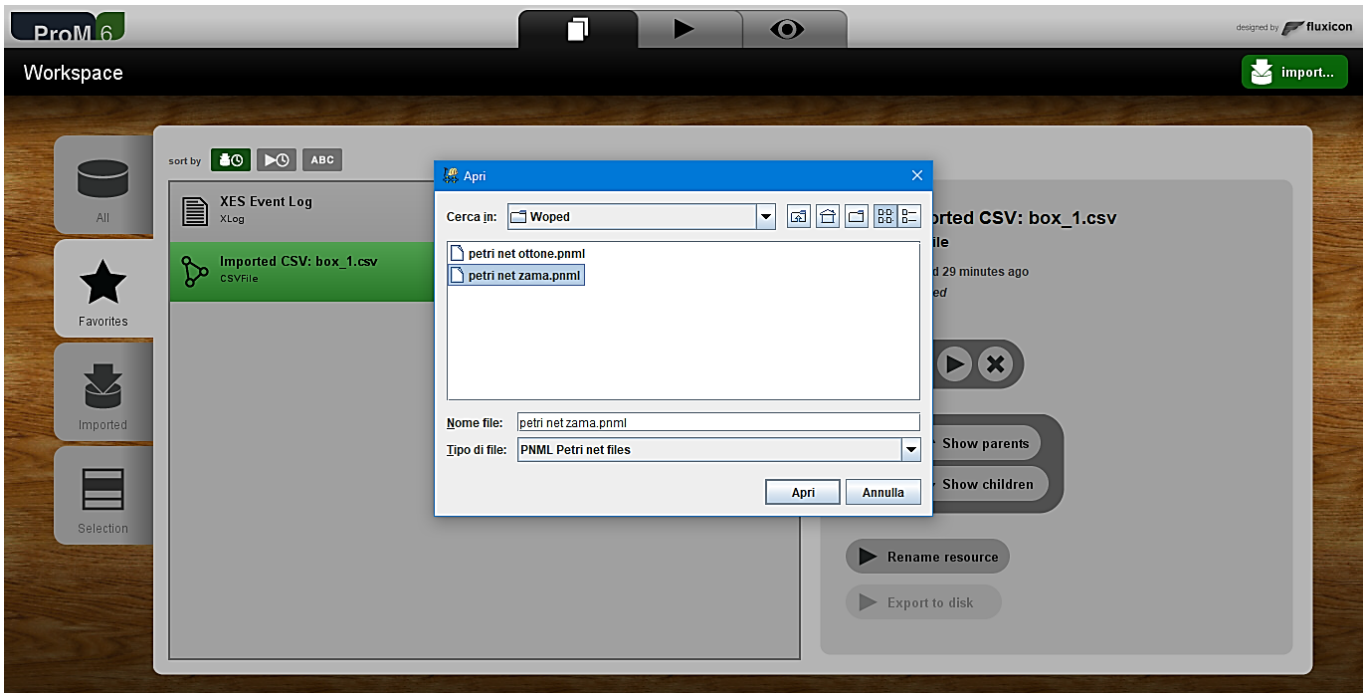 ProM 6
designed by fluxicon
Workspace
import...
All
Favorites
Imported
Selection
sort by ABC
XES Event Log
XLog
Imported CSV: box_1.csv
CSVFile
Apri
Cerca in: Woped
petri net ottone.pnml
petri net zama.pnml
Nome file: petri net zama.pnml
Tipo di file: PNML Petri net files
Apri Annulla
orted CSV: box_1.csv
ile
d 29 minutes ago
ed
Show parents
Show children
Rename resource
Export to disk